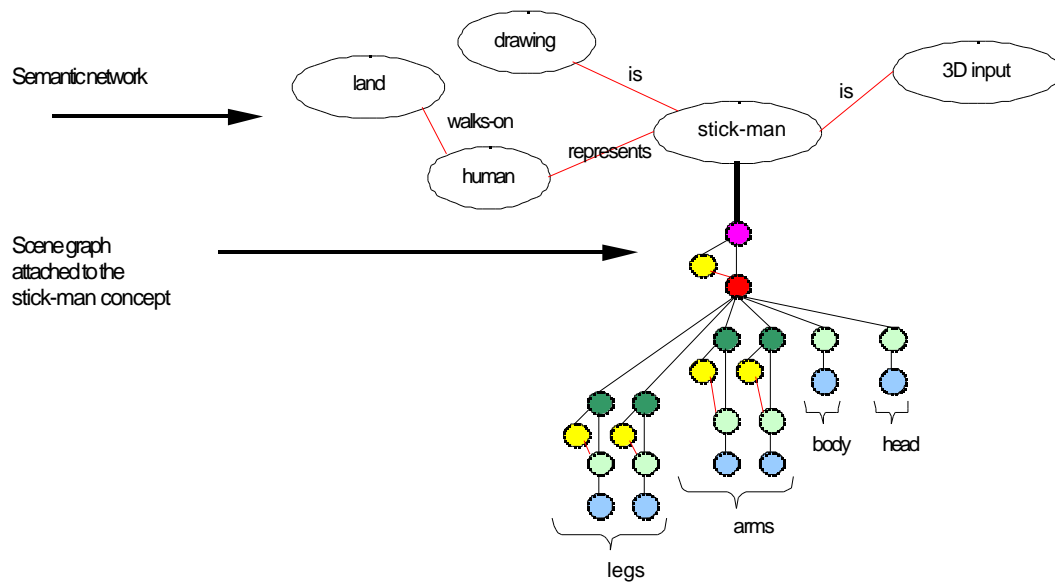 drawing
3D input
Semantic network
land
is
is
stick-man
walks-on
represents
human
Scene graph
attached to the
stick-man concept
body
head
arms
legs